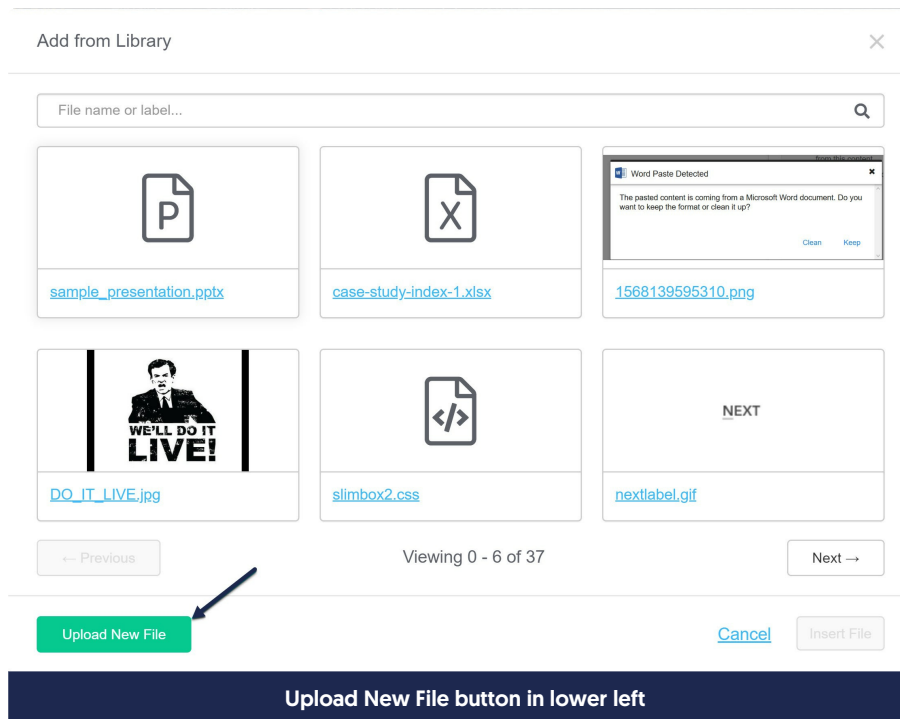 Add from Library
×
File name or label...
P
X
from this content
Word Paste Detected
The pasted content is coming from a Microsoft Word document. Do you
want to keep the format or clean it up?
Clean Keep
sample_presentation.pptx
case-study-index-1.xlsx
1568139595310.png
WE'LL DO IT
LIVE!
</>
NEXT
DO_IT_LIVE.jpg
slimbox2.css
nextlabel.gif
← Previous
Viewing 0 - 6 of 37
Next →
Upload New File
Cancel
Insert File
Upload New File button in lower left